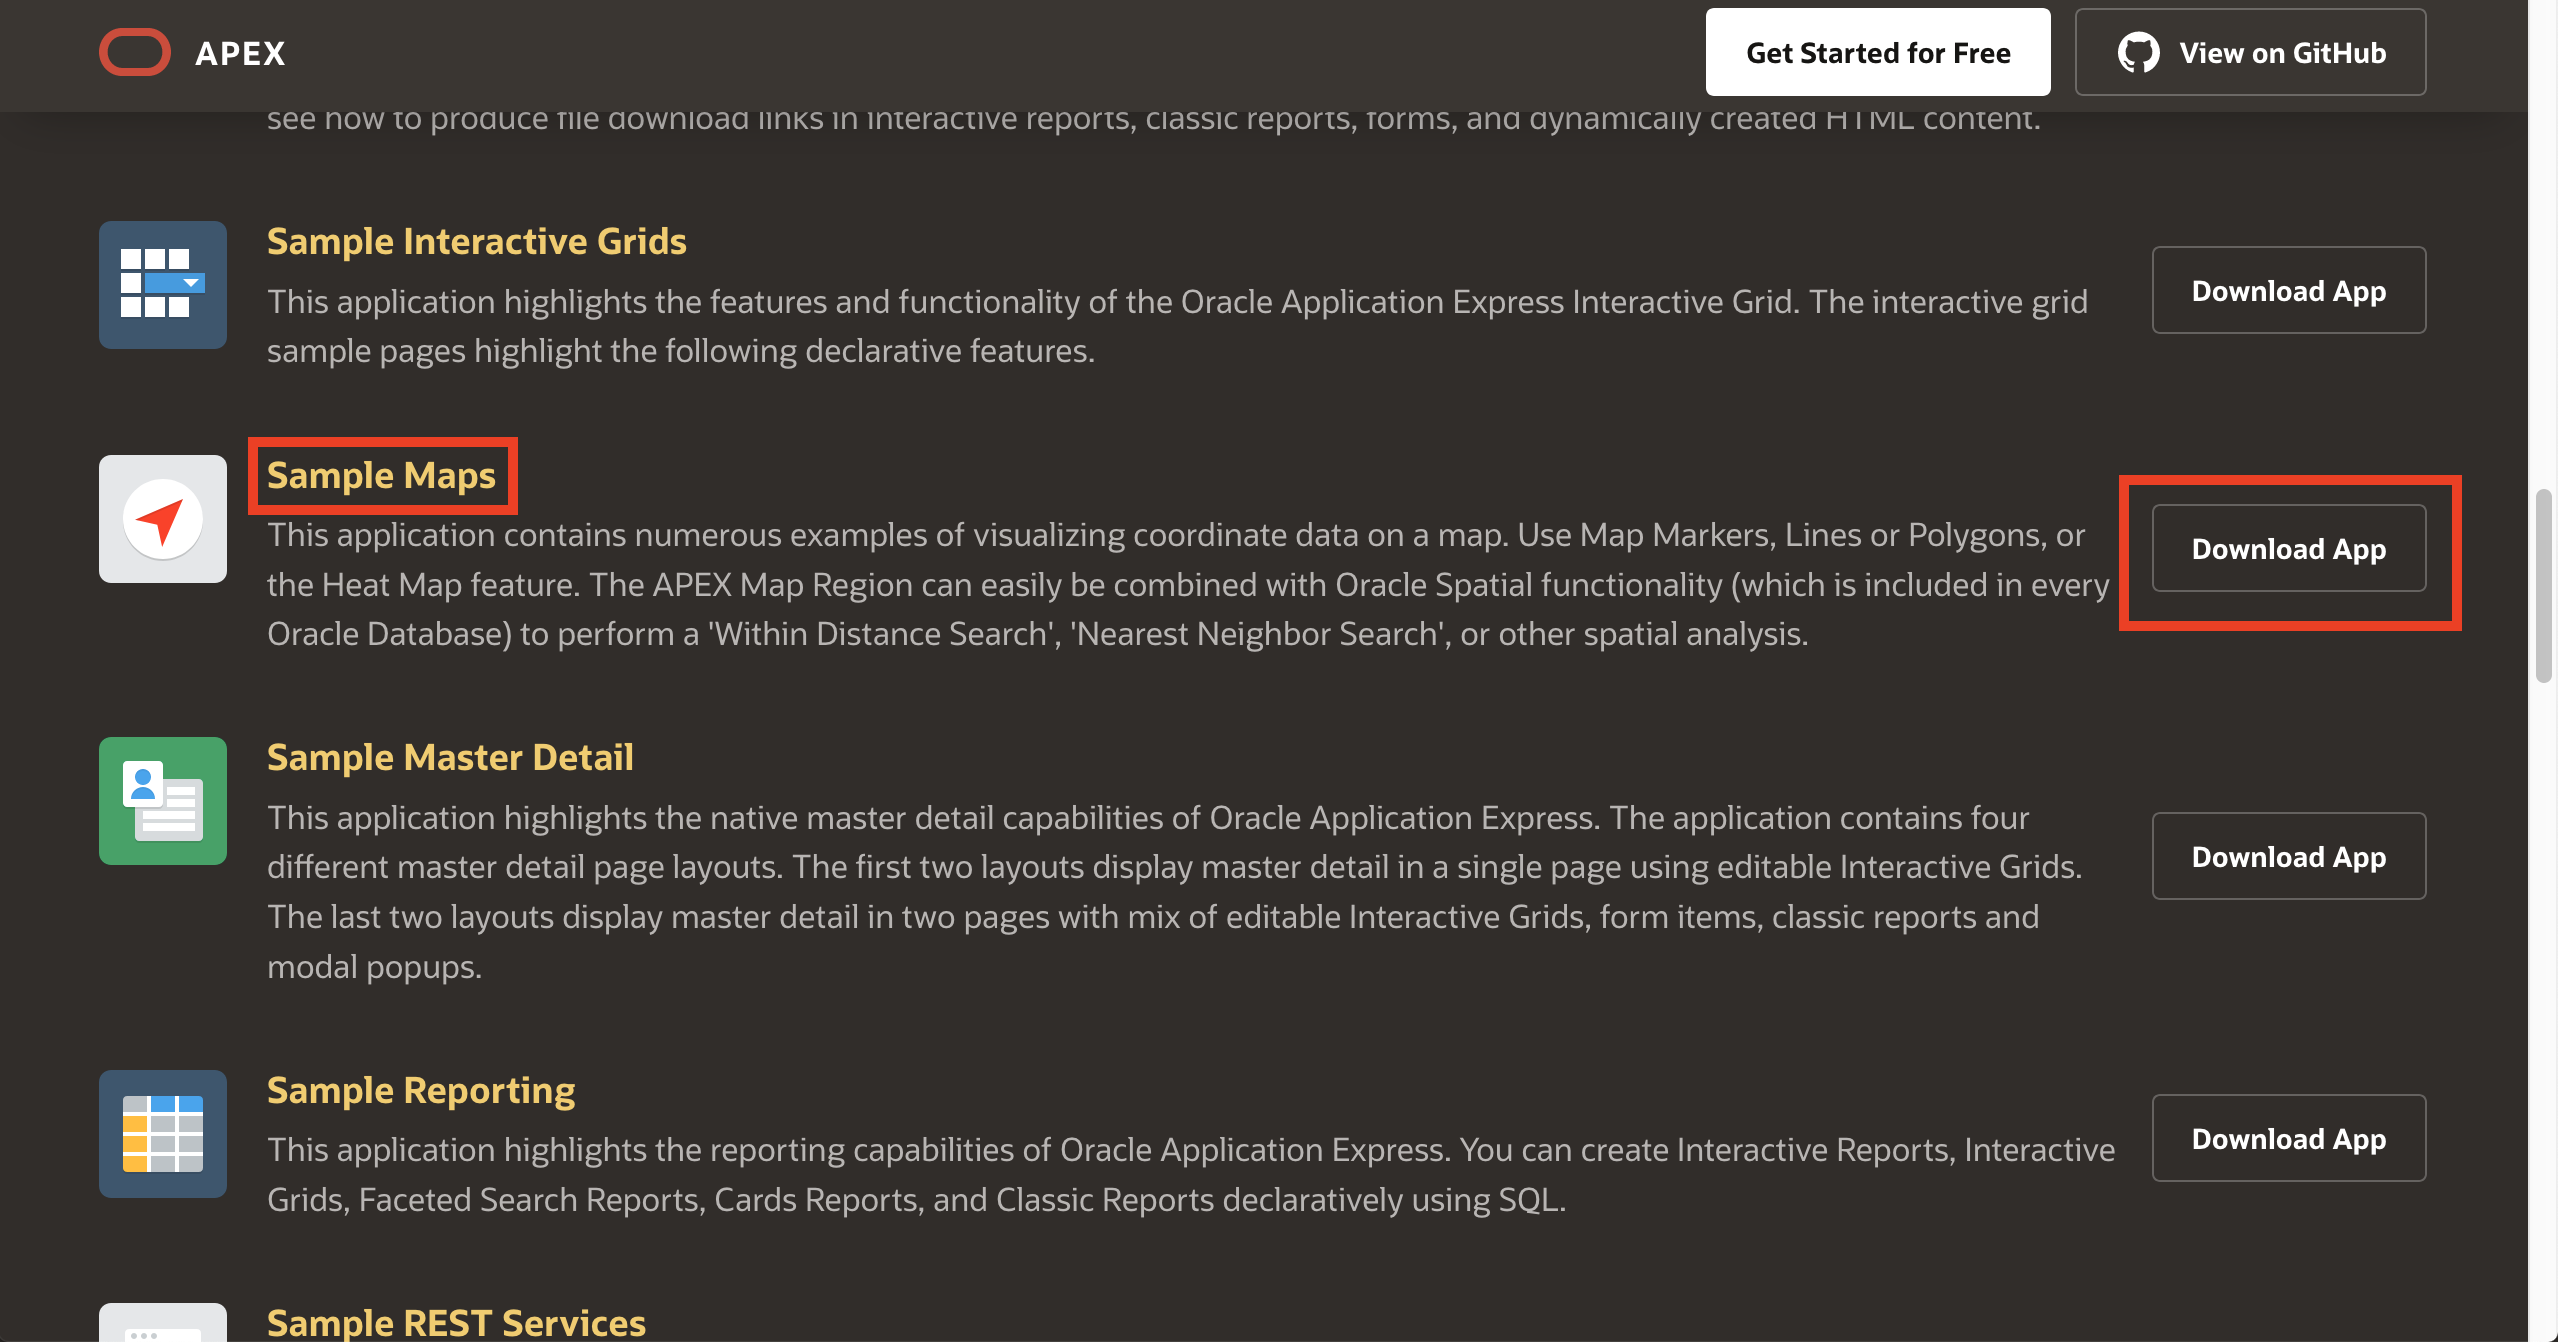 APEX
Get Started for Free
View on GitHub
see how to produce file download links in interactive reports, classic reports, forms, and dynamically created HTML content.
Sample Interactive Grids
This application highlights the features and functionality of the Oracle Application Express Interactive Grid. The interactive grid
sample pages highlight the following declarative features.
Download App
Sample Maps
This application contains numerous examples of visualizing coordinate data on a map. Use Map Markers, Lines or Polygons, or
the Heat Map feature. The APEX Map Region can easily be combined with Oracle Spatial functionality (which is included in every
Oracle Database) to perform a 'Within Distance Search', 'Nearest Neighbor Search', or other spatial analysis.
Download App
Sample Master Detail
This application highlights the native master detail capabilities of Oracle Application Express. The application contains four
different master detail page layouts. The first two layouts display master detail in a single page using editable Interactive Grids.
The last two layouts display master detail in two pages with mix of editable Interactive Grids, form items, classic reports and
modal popups.
Download App
Sample Reporting
This application highlights the reporting capabilities of Oracle Application Express. You can create Interactive Reports, Interactive
Grids, Faceted Search Reports, Cards Reports, and Classic Reports declaratively using SQL.
Download App
Sample REST Services